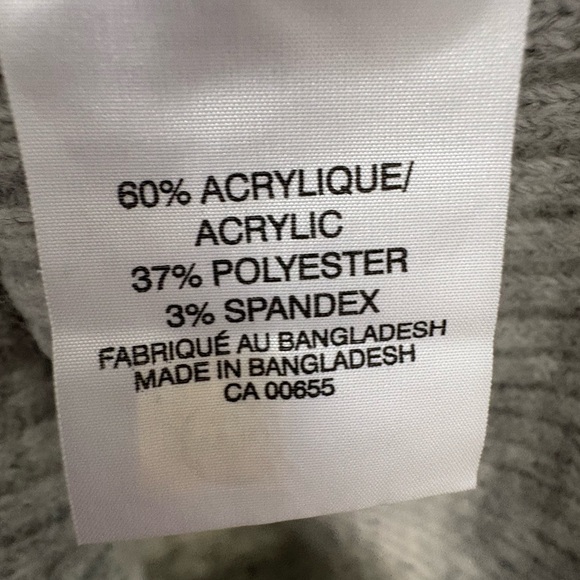 60% ACRYLIQUE/
ACRYLIC
37% POLYESTER
3% SPANDEX
FABRIQUÉ AU BANGLADESH
MADE IN BANGLADESH
CA 00655